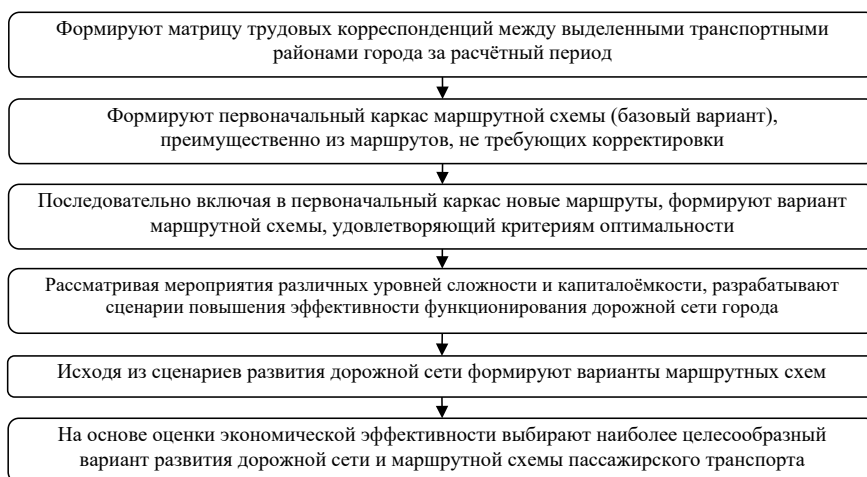 Формируют матрицу трудовых корреспонденций между выделенными транспортными
районами города за расчётный период
Формируют первоначальный каркас маршрутной схемы (базовый вариант),
преимущественно из маршрутов, не требующих корректировки
Последовательно включая в первоначальный каркас новые маршруты, формируют вариант
маршрутной схемы, удовлетворяющий критериям оптимальности
Рассматривая мероприятия различных уровней сложности и капиталоёмкости, разрабатывают
сценарии повышения эффективности функционирования дорожной сети города
Исходя из сценариев развития дорожной сети формируют варианты маршрутных схем
На основе оценки экономической эффективности выбирают наиболее целесообразный
вариант развития дорожной сети и маршрутной схемы пассажирского транспорта